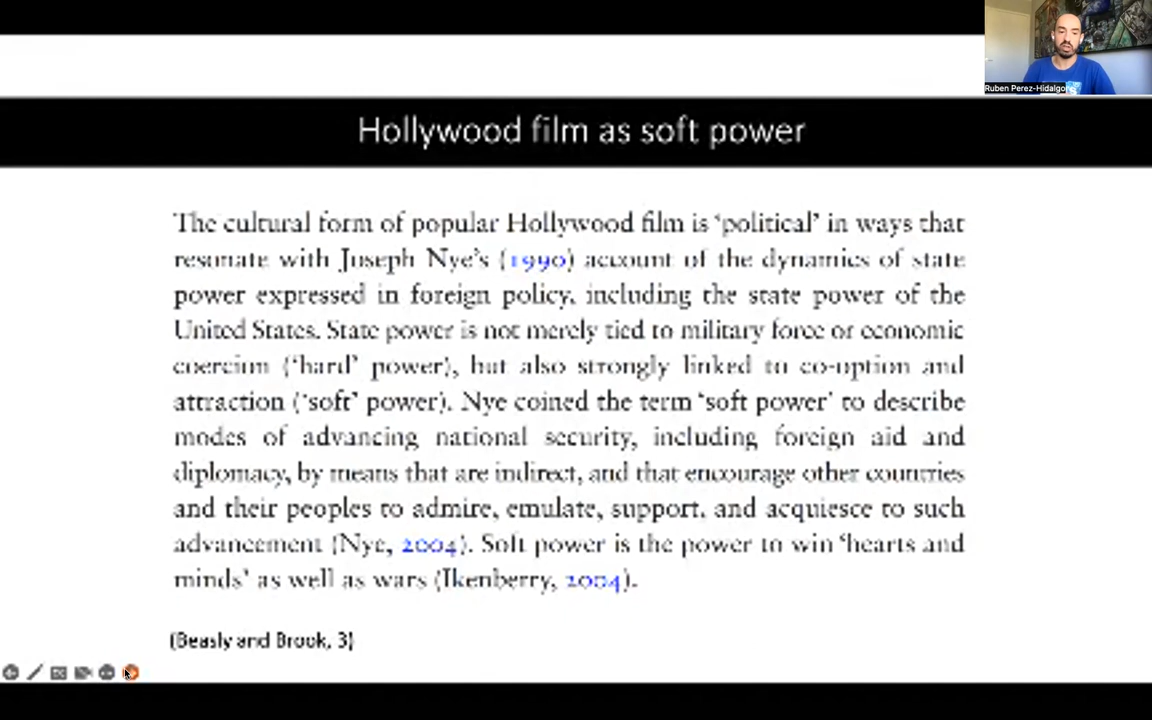 Ruben Perez-Hidalgo
Hollywood film as soft power
The cultural form of popular Hollywood film is ‘political’ in ways that
resonate with Joseph Nye’s (1990) account of the dynamics of state
power expressed in foreign policy, including the state power of the
United States. State power is not merely tied to military force or economic
coercion (‘hard’ power), but also strongly linked to co-option and
attraction (‘soft’ power). Nye coined the term ‘soft power’ to describe
modes of advancing national security, including foreign aid and
diplomacy, by means that are indirect, and that encourage other countries
and their peoples to admire, emulate, support, and acquiesce to such
advancement (Nye, 2004). Soft power is the power to win ‘hearts and
minds’ as well as wars (Ikenberry, 2004).
(Beasly and Brook, 3)